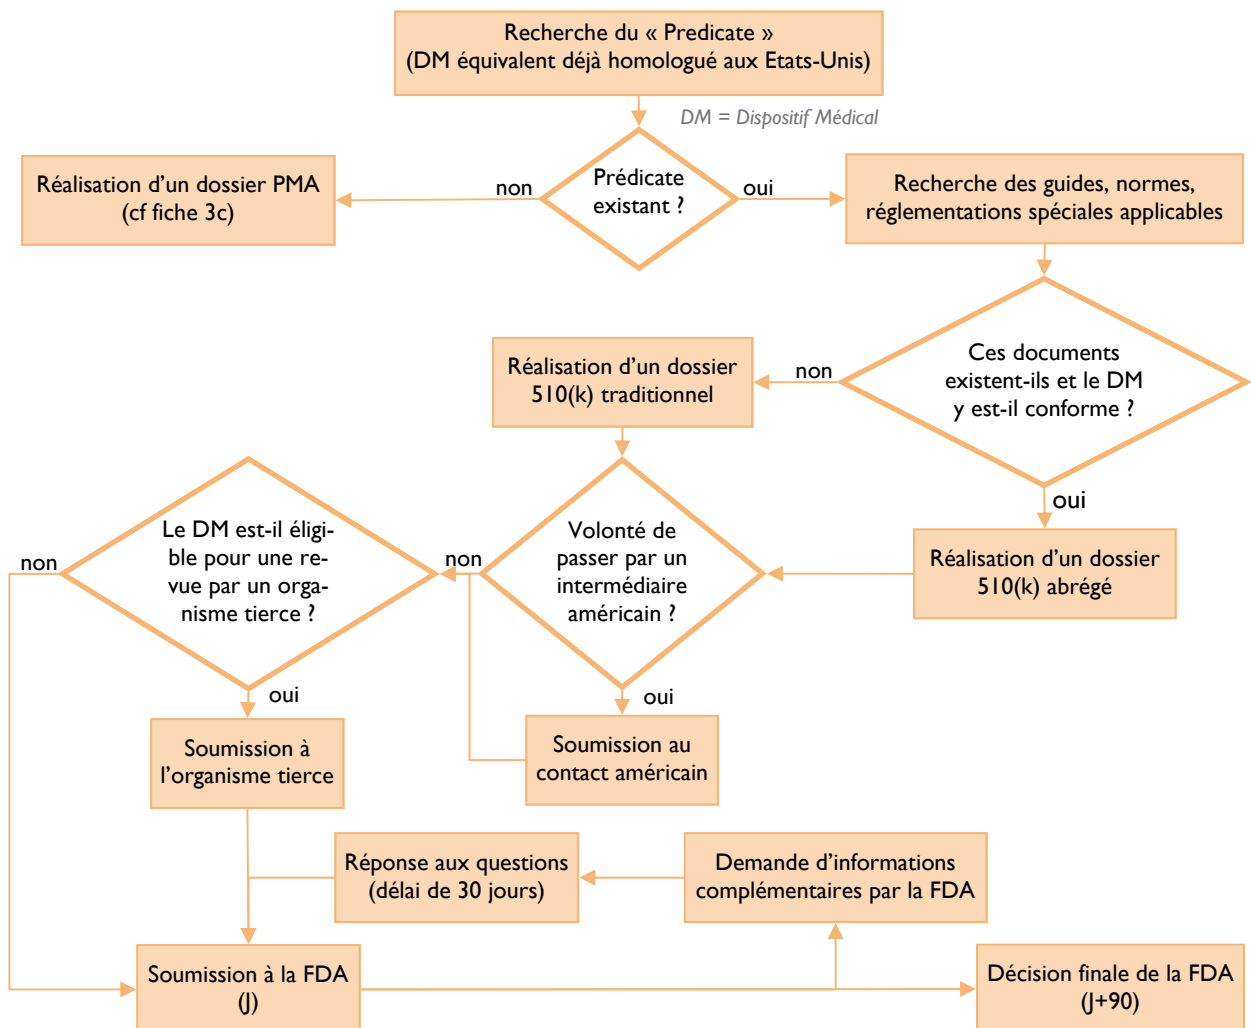 Recherche du « Predicate »
(DM équivalent déjà homologué aux Etats-Unis)
DM = Dispositif Médical
Réalisation d’un dossier PMA
(cf fiche 3c)
non
Prédicate
existant ?
oui
Recherche des guides, normes,
réglementations spéciales applicables
Réalisation d’un dossier
510(k) traditionnel
non
Ces documents
existent-ils et le DM
y est-il conforme ?
oui
Réalisation d’un dossier
510(k) abrégé
Volonté de
passer par un
intermédiaire
américain ?
non
Le DM est-il éligi-
ble pour une re-
vue par un orga-
nisme tierce ?
non
oui
oui
Soumission à
l’organisme tierce
Soumission au
contact américain
Réponse aux questions
(délai de 30 jours)
Demande d’informations
complémentaires par la FDA
Soumission à la FDA
(J)
Décision finale de la FDA
(J+90)